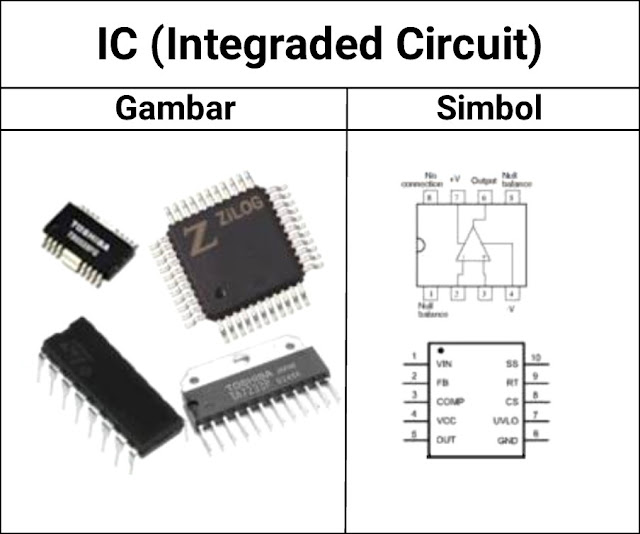 IC (Integraded Circuit)
Gambar
Simbol
TOSHIBA
Z ZiLOG
TOSHIBA
JAPAN
No
connection
+V
Output
Null
balance
8 7 6 5
1 2 3 4
Null
balance
-V
1 VIN SS 10
2 FB RT 9
3 COMP CS 8
4 VCC UVLO 7
5 OUT GND 6